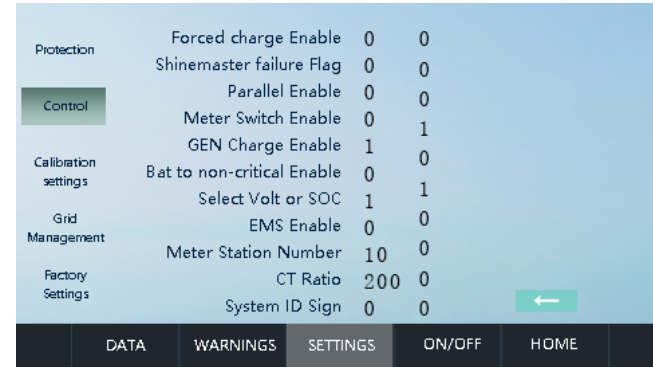 Protection
Control
Calibration
settings
Grid
Management
Factory
Settings
Forced charge Enable 0 0
Shinemaster failure Flag 0 0
Parallel Enable 0 0
Meter Switch Enable 0 1
GEN Charge Enable 1 0
Bat to non-critical Enable 0 1
Select Volt or SOC 1 0
EMS Enable 0 0
Meter Station Number 10 0
CT Ratio 200 0
System ID Sign 0 0
DATA WARNINGS SETTINGS ON/OFF HOME